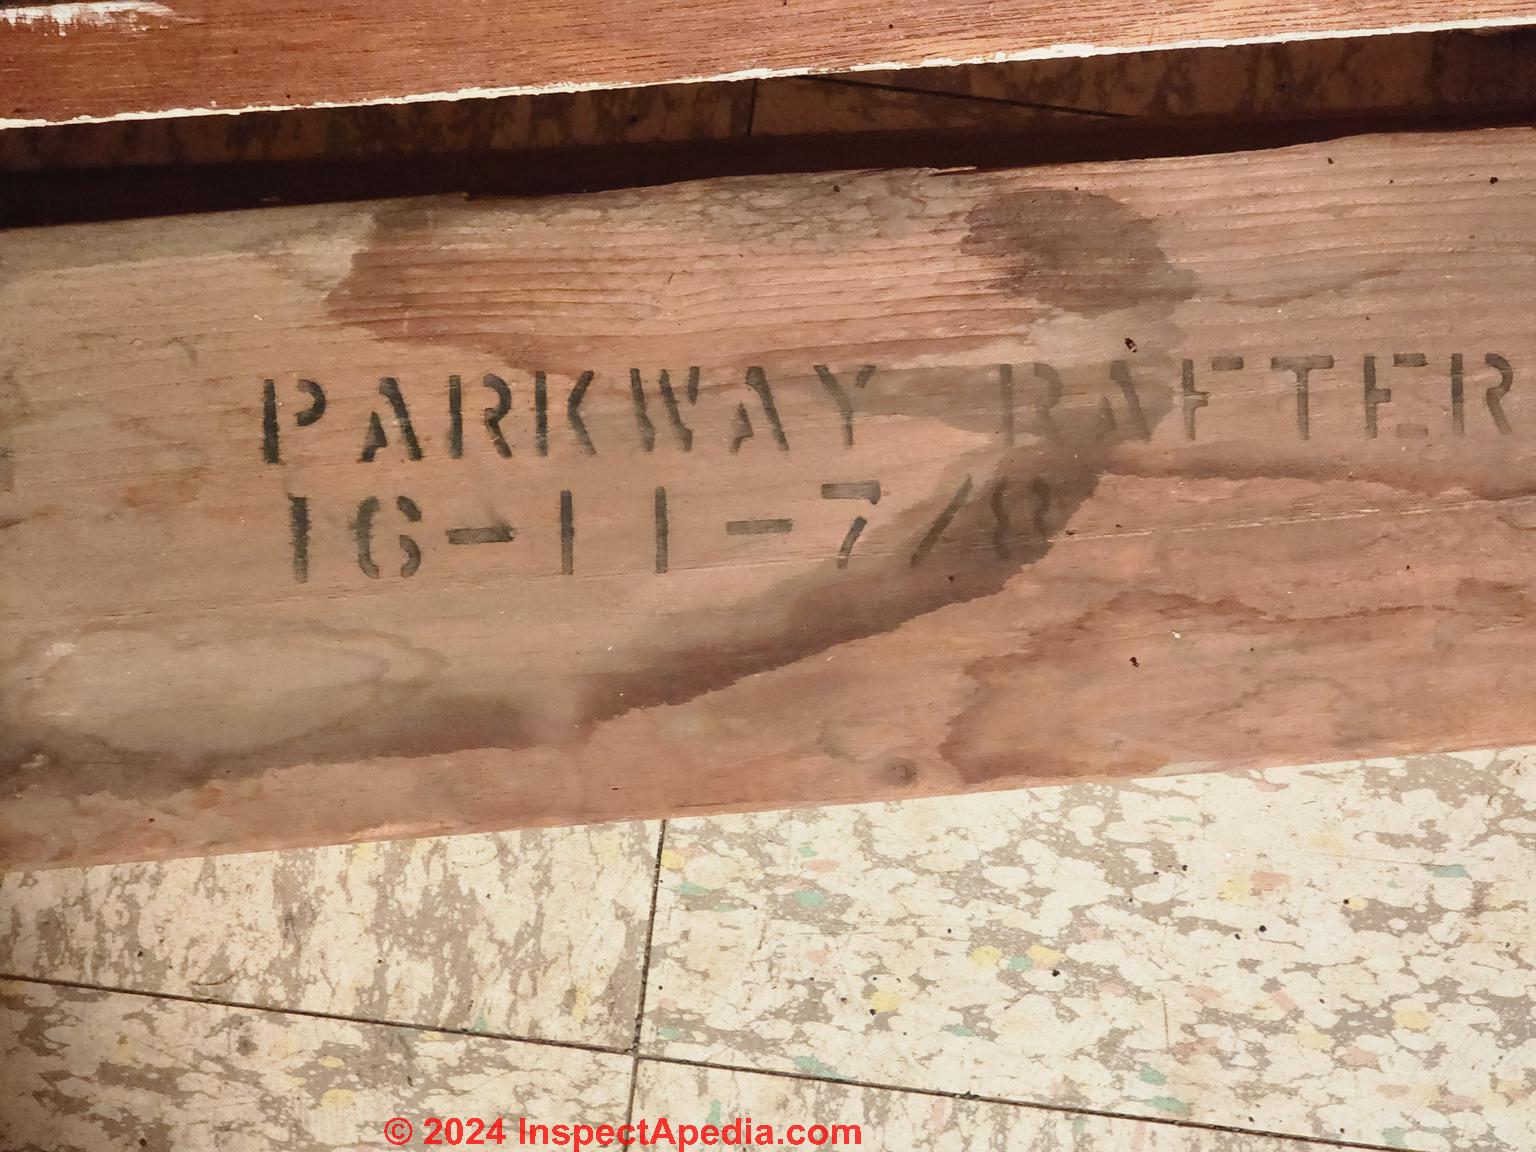 PARKWAY RAFTER
16-11-7/8
© 2024 InspectApedia.com